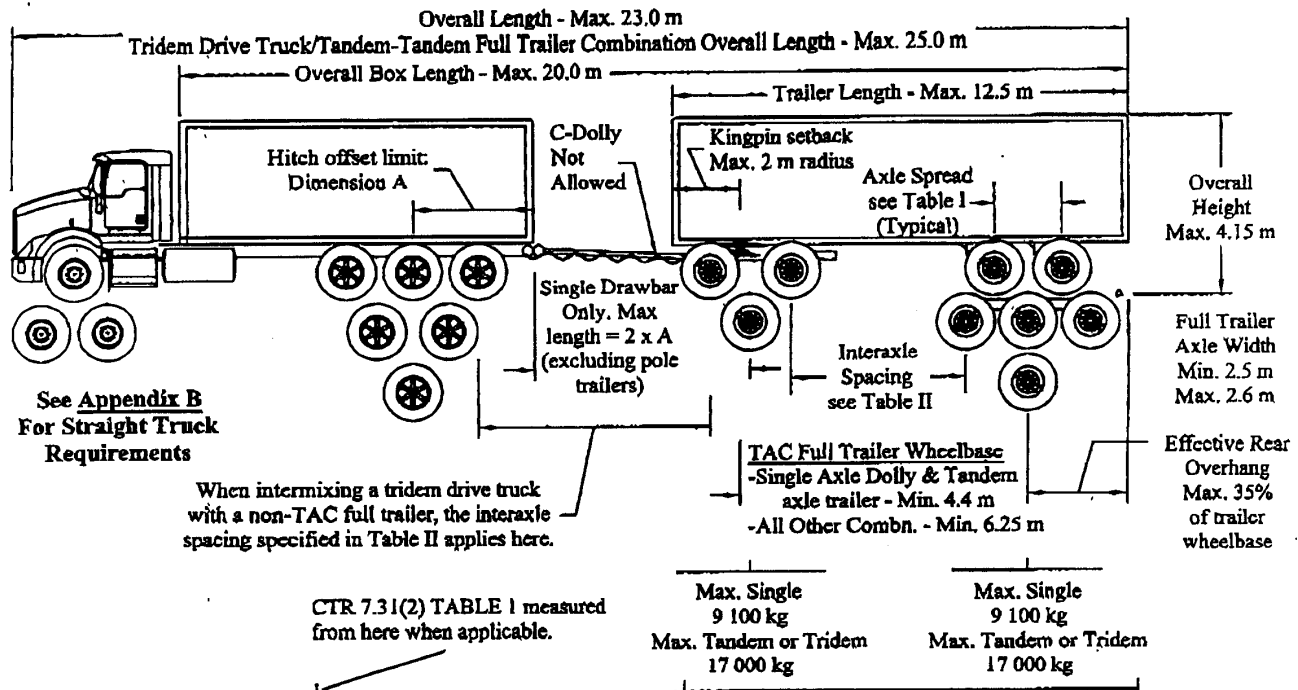 Overall Length - Max. 23.0 m
Tridem Drive Truck/Tandem-Tandem Full Trailer Combination Overall Length - Max. 25.0 m
Overall Box Length - Max. 20.0 m
Trailer Length - Max. 12.5 m
Hitch offset limit:
Dimension A
C-Dolly
Not
Allowed
Kingpin setback
Max. 2 m radius
Axle Spread
see Table I
(Typical)
Overall
Height
Max. 4.15 m
Single Drawbar
Only. Max
length = 2 x A
(excluding pole
trailers)
Interaxle
Spacing
see Table II
Full Trailer
Axle Width
Min. 2.5 m
Max. 2.6 m
See Appendix B
For Straight Truck
Requirements
When intermixing a tridem drive truck
with a non-TAC full trailer, the interaxle
spacing specified in Table II applies here.
TAC Full Trailer Wheelbase
-Single Axle Dolly & Tandem
axle trailer - Min. 4.4 m
-All Other Combn. - Min. 6.25 m
Effective Rear
Overhang
Max. 35%
of trailer
wheelbase
CTR 7.31(2) TABLE 1 measured
from here when applicable.
Max. Single
9 100 kg
Max. Tandem or Tridem
17 000 kg
Max. Single
9 100 kg
Max. Tandem or Tridem
17 000 kg